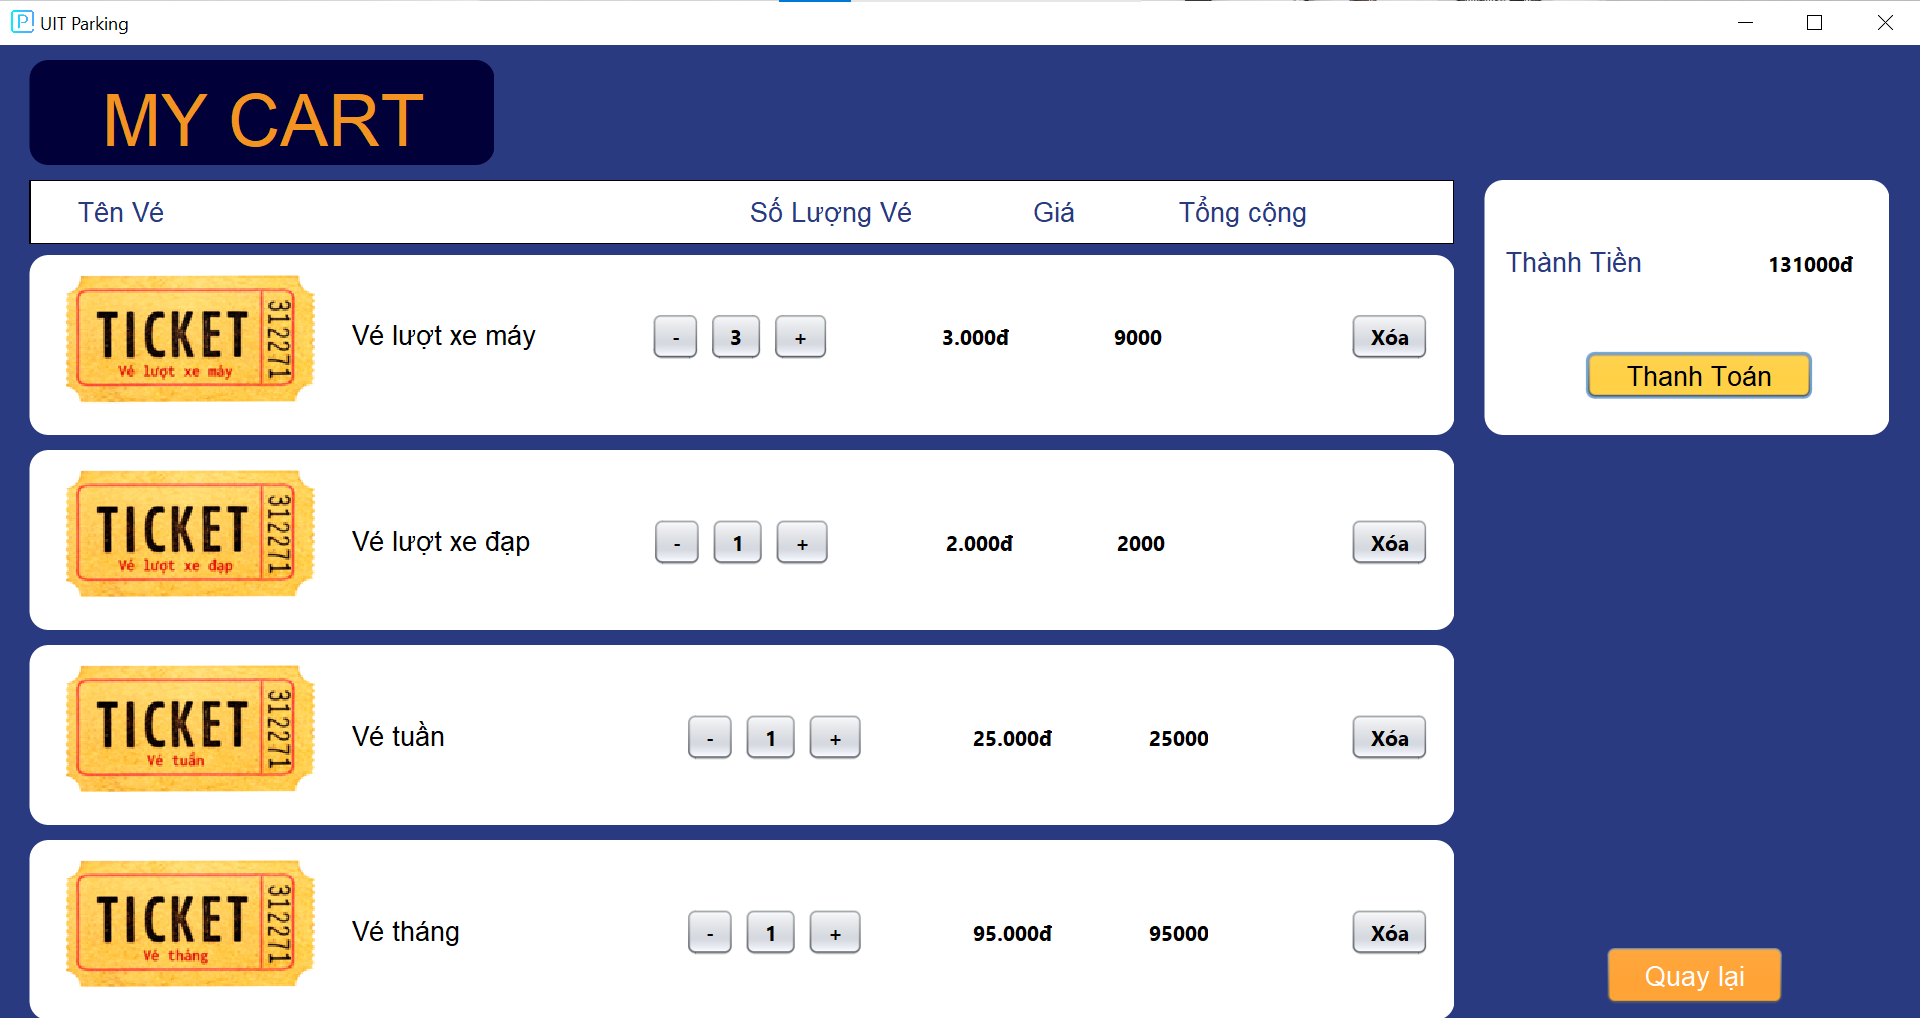 UIT Parking
MY CART
Tên Vé Số Lượng Vé Giá Tổng cộng
TICKET 312271
Vé lượt xe máy
Vé lượt xe máy - 3 + 3.000đ 9000 Xóa
TICKET 312271
Vé lượt xe đạp
Vé lượt xe đạp - 1 + 2.000đ 2000 Xóa
TICKET 312271
Vé tuần
Vé tuần - 1 + 25.000đ 25000 Xóa
TICKET 312271
Vé tháng
Vé tháng - 1 + 95.000đ 95000 Xóa
Thành Tiền 131000đ
Thanh Toán
Quay lại